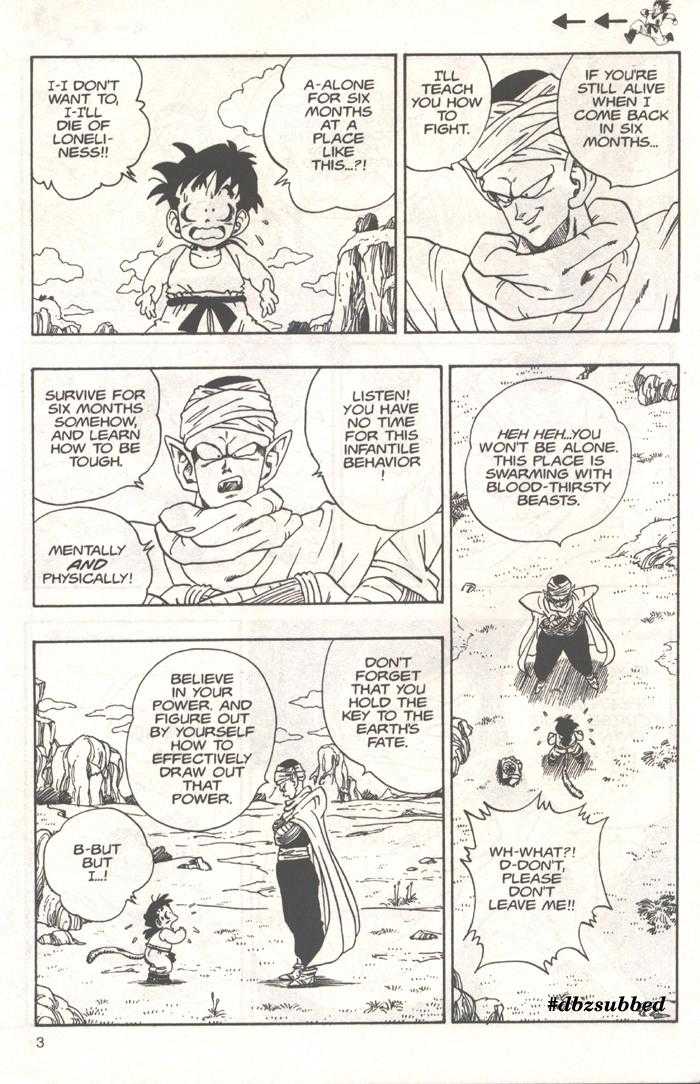 IF YOU'RE
STILL ALIVE
WHEN I
COME BACK
IN SIX
MONTHS...
I'LL
TEACH
YOU HOW
TO
FIGHT.
A-ALONE
FOR SIX
MONTHS
AT A
PLACE
LIKE
THIS...?!
I-I DON'T
WANT TO,
I-I'LL
DIE OF
LONELI-
NESS!!
HEH HEH...YOU
WON'T BE ALONE.
THIS PLACE IS
SWARMING WITH
BLOOD-THIRSTY
BEASTS.
WH-WHAT?!
D-DON'T,
PLEASE
DON'T
LEAVE ME!!
LISTEN!
YOU HAVE
NO TIME
FOR THIS
INFANTILE
BEHAVIOR
!
SURVIVE FOR
SIX MONTHS
SOMEHOW,
AND LEARN
HOW TO BE
TOUGH.
MENTALLY
AND
PHYSICALLY!
DON'T
FORGET
THAT YOU
HOLD THE
KEY TO THE
EARTH'S
FATE.
BELIEVE
IN YOUR
POWER. AND
FIGURE OUT
BY YOURSELF
HOW TO
EFFECTIVELY
DRAW OUT
THAT
POWER.
B-BUT
BUT
I...!
#dbzsubbed
3